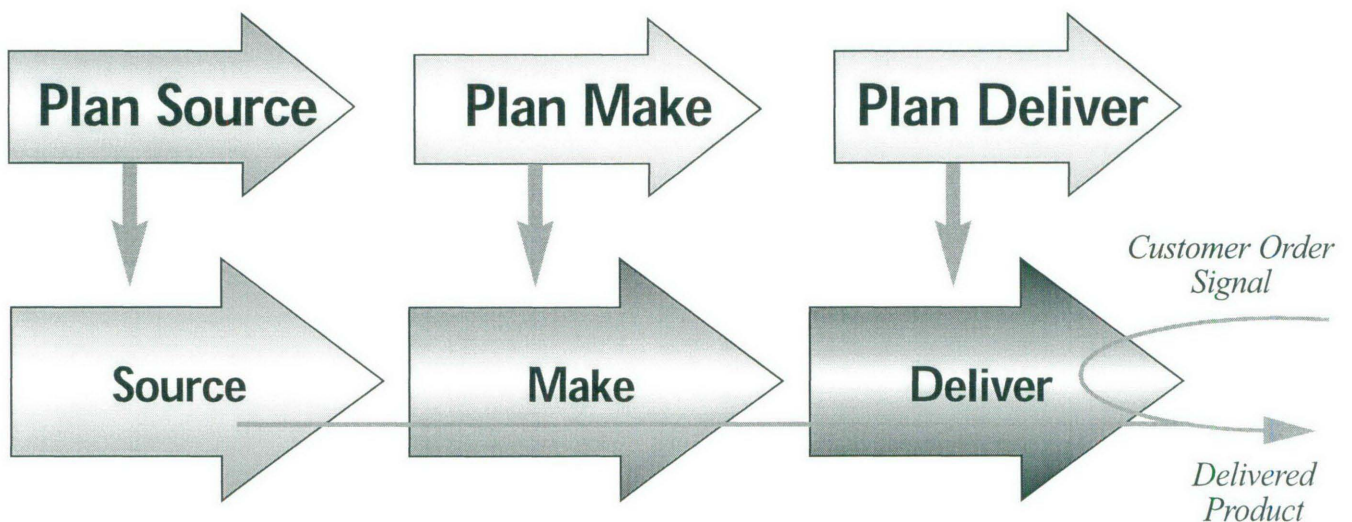 Plan Source
Plan Make
Plan Deliver
Customer Order
Signal
Source
Make
Deliver
Delivered
Product